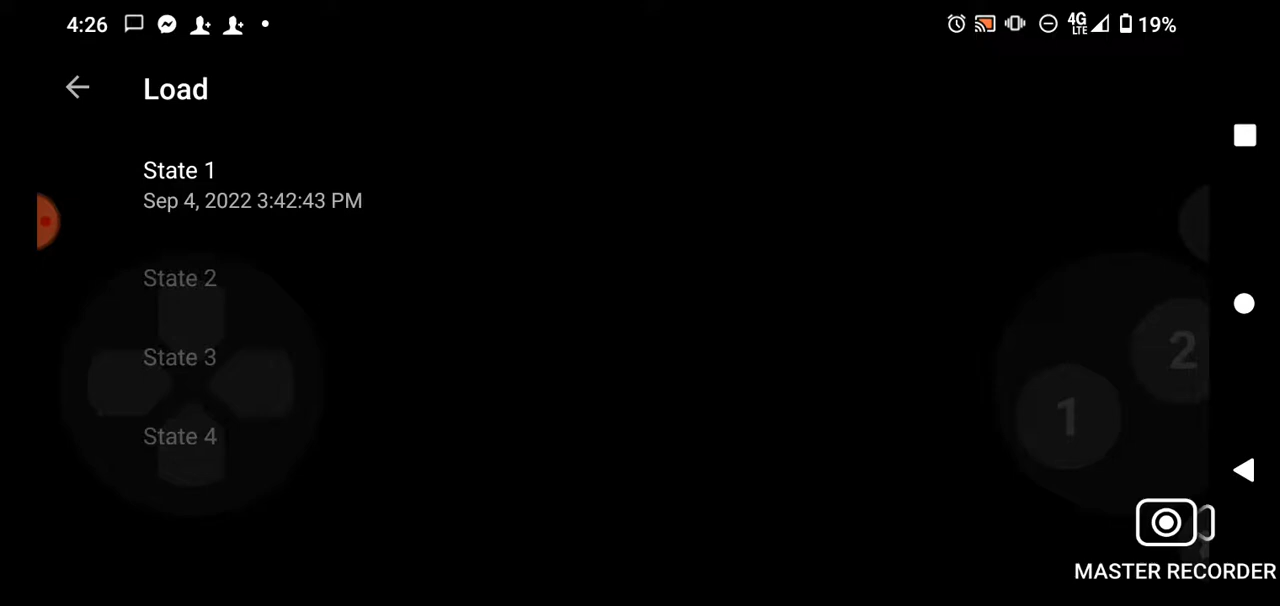 4:26
4G
LTE
19%
Load
State 1
Sep 4, 2022 3:42:43 PM
State 2
State 3
State 4
2
1
MASTER RECORDER